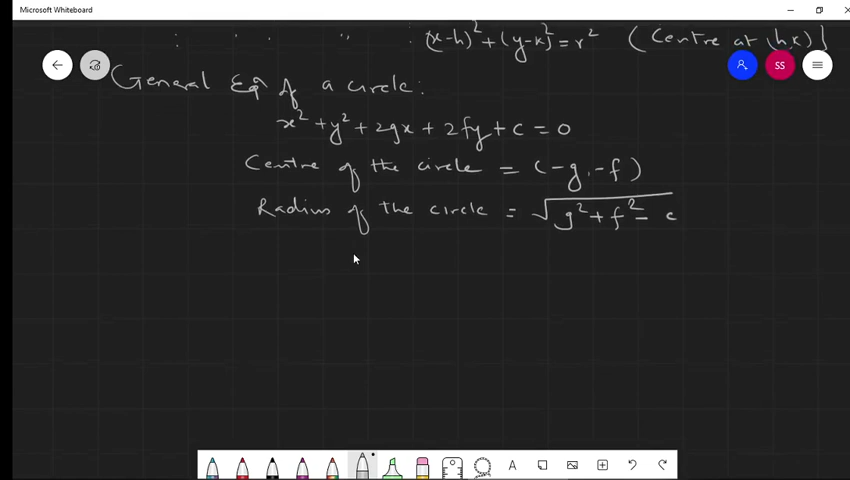 Microsoft Whiteboard
(x-h)² + (y-k)² = r² (Centre at (h,k)
General Eqⁿ of a circle:
SS
x² + y² + 2gx + 2fy + c = 0
Centre of the circle = (-g, -f)
Radius of the circle = √g² + f² - c
A